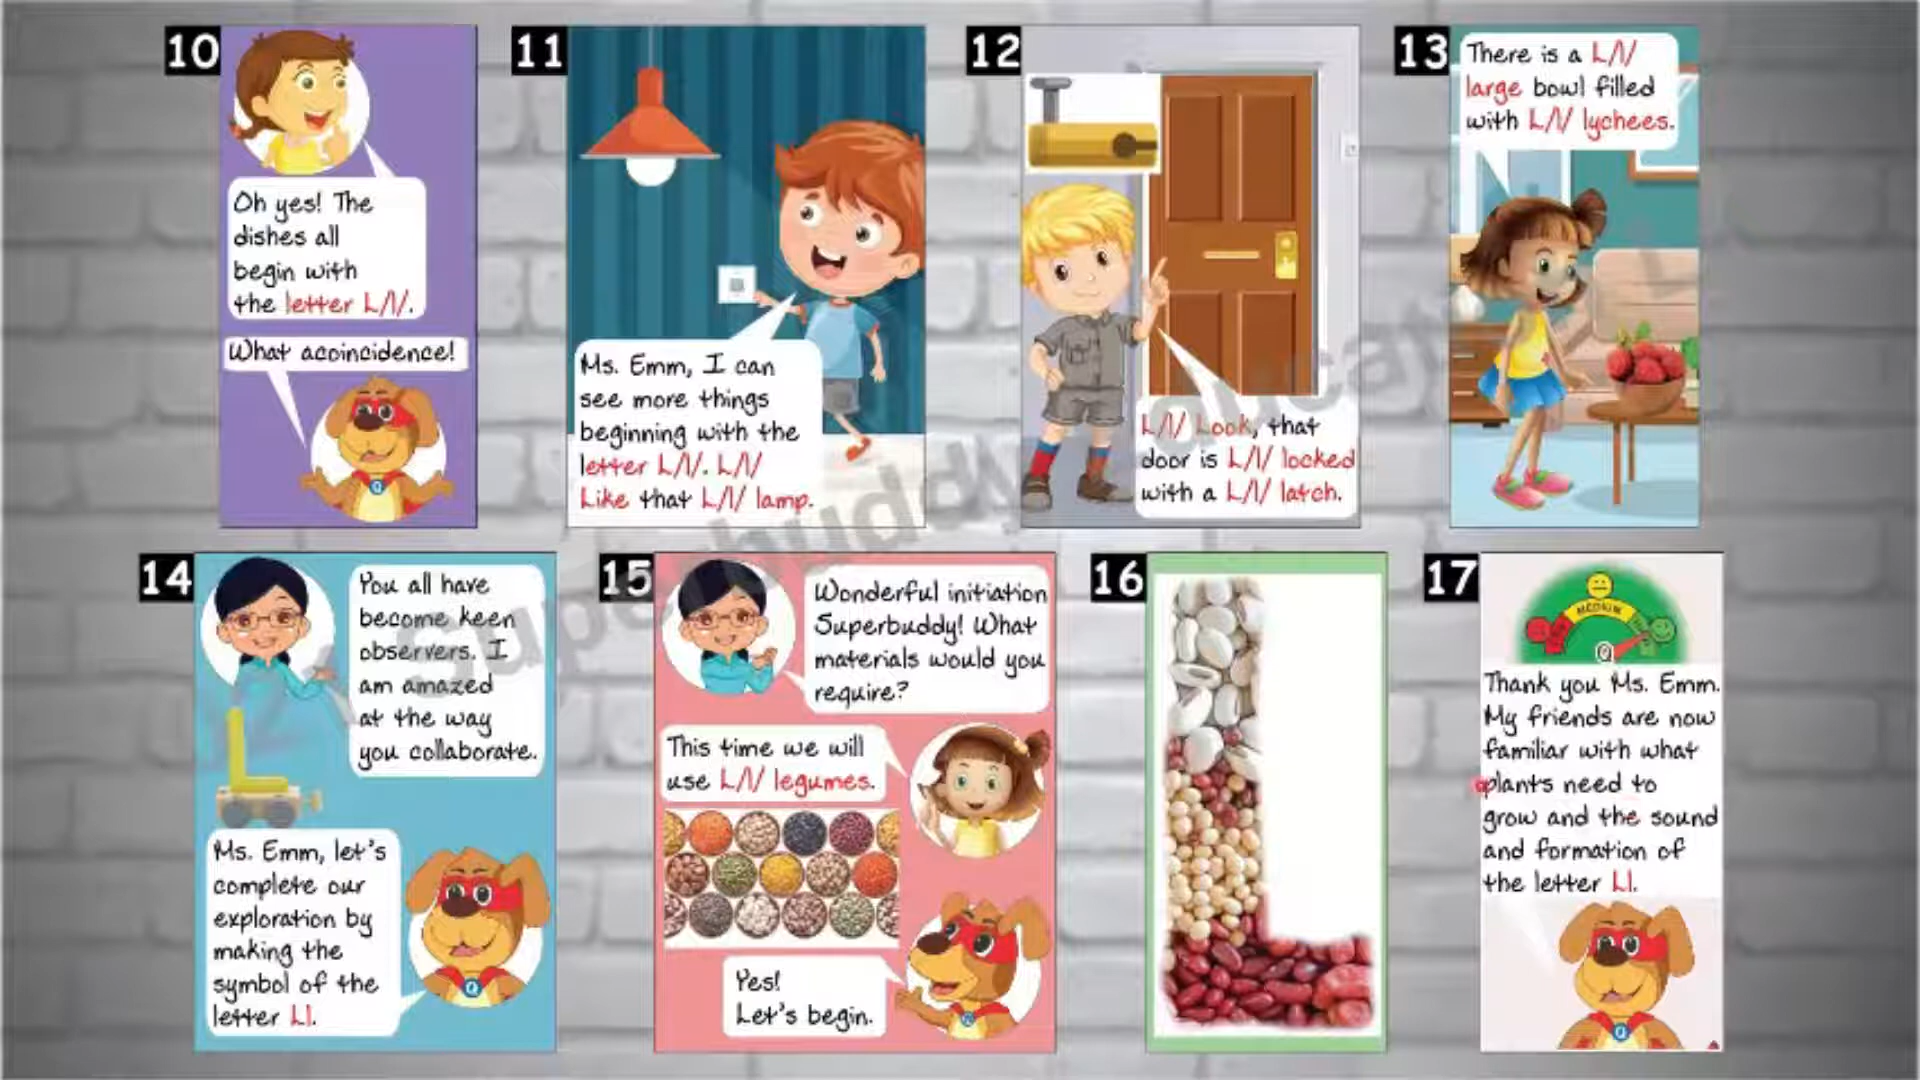 10
Oh yes! The
dishes all
begin with
the letter L/l/.
What acoincidence!
11
Ms. Emm, I can
see more things
beginning with the
letter L/l/. L/l/
Like that L/l/ lamp.
12
L/l/ Look, that
door is L/l/ locked
with a L/l/ latch.
13
There is a L/l/
large bowl filled
with L/l/ lychees.
14
You all have
become keen
observers. I
am amazed
at the way
you collaborate.
Ms. Emm, let's
complete our
exploration by
making the
symbol of the
letter Ll.
15
Wonderful initiation
Superbuddy! What
materials would you
require?
This time we will
use L/l/ legumes.
Yes!
Let's begin.
16
17
MEDIUM
Q
Thank you Ms. Emm.
My friends are now
familiar with what
plants need to
grow and the sound
and formation of
the letter Ll.